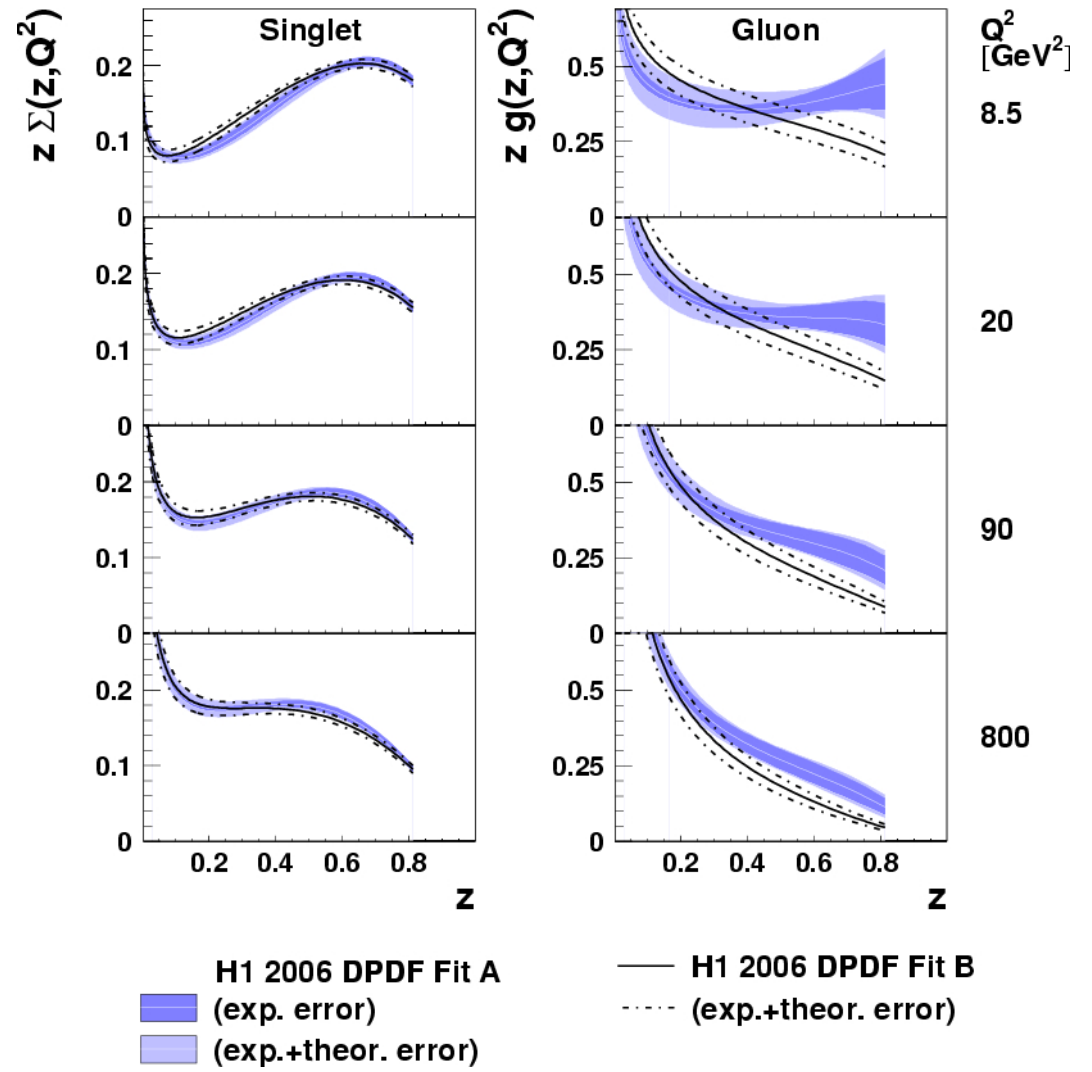 z Σ(z,Q²)
Singlet
z g(z,Q²)
Gluon
Q²
[GeV²]
0.2
0.1
0
0.5
0.25
0
8.5
0.2
0.1
0
0.5
0.25
0
20
0.2
0.1
0
0.5
0.25
0
90
0.2
0.1
0
0.5
0.25
0
800
0.2 0.4 0.6 0.8
0.2 0.4 0.6 0.8
z
z
H1 2006 DPDF Fit A
(exp. error)
(exp.+theor. error)
H1 2006 DPDF Fit B
(exp.+theor. error)